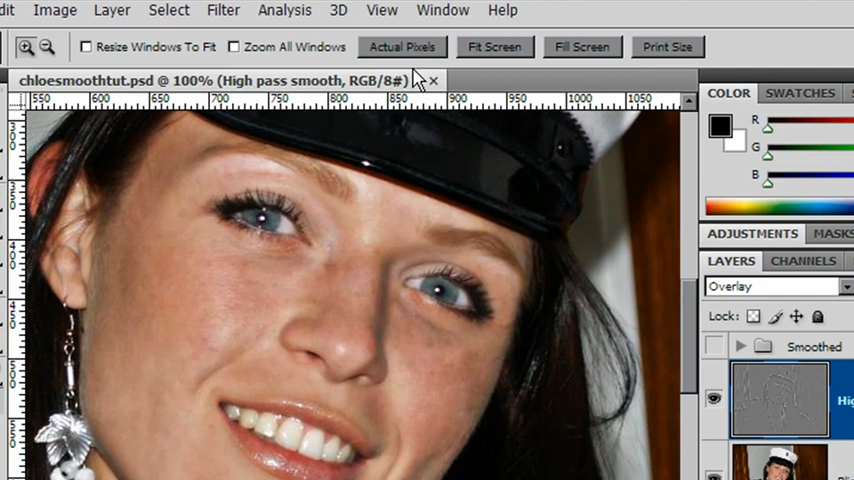 dit Image Layer Select Filter Analysis 3D View Window Help
Resize Windows To Fit Zoom All Windows Actual Pixels Fit Screen Fill Screen Print Size
chloesmoothtut.psd @ 100% (High pass smooth, RGB/8#) ×
COLOR SWATCHES S
550 600 650 700 750 800 850 900 950 1000 1050
R
G
B
ADJUSTMENTS MASKS
LAYERS CHANNELS
Overlay
Lock:
Smoothed
Hig